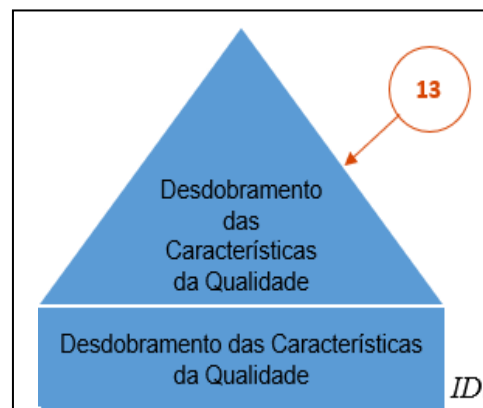 13
Desdobramento
das
Características
da Qualidade
Desdobramento das Características
da Qualidade
ID